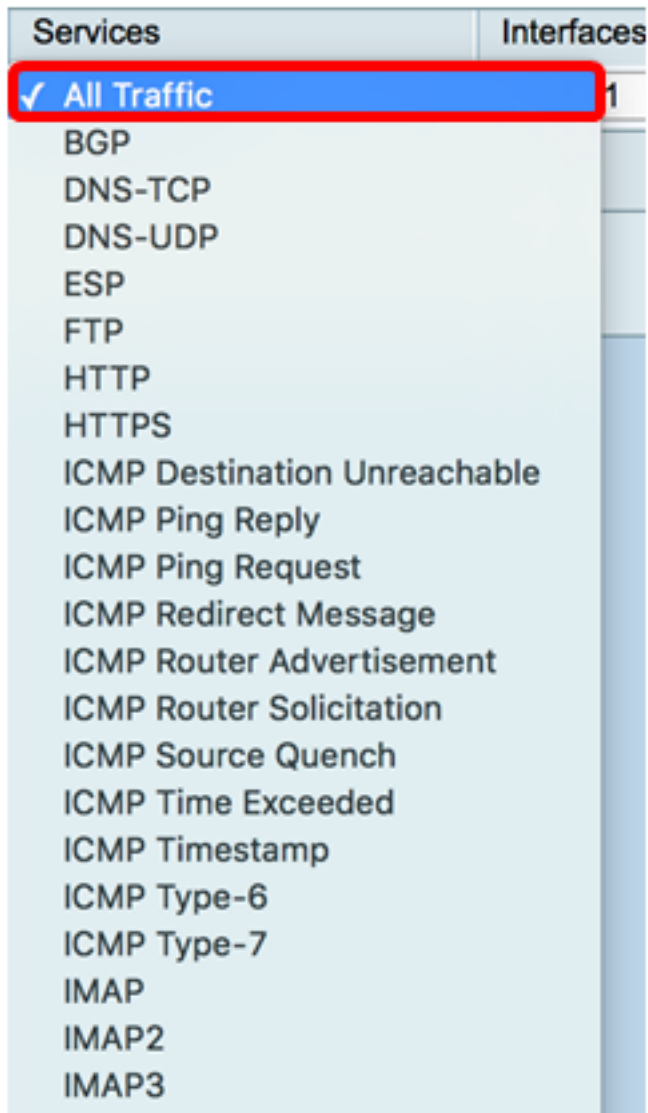 Services Interfaces
✓ All Traffic 1
BGP
DNS-TCP
DNS-UDP
ESP
FTP
HTTP
HTTPS
ICMP Destination Unreachable
ICMP Ping Reply
ICMP Ping Request
ICMP Redirect Message
ICMP Router Advertisement
ICMP Router Solicitation
ICMP Source Quench
ICMP Time Exceeded
ICMP Timestamp
ICMP Type-6
ICMP Type-7
IMAP
IMAP2
IMAP3